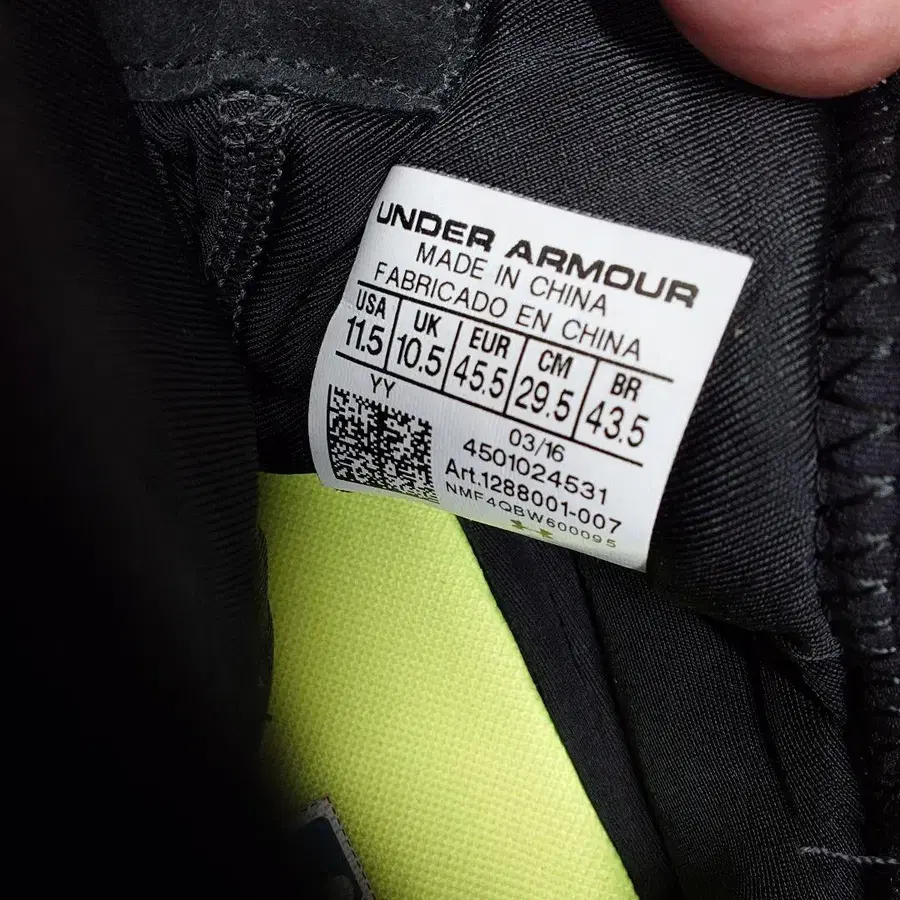 UNDER ARMOUR
MADE IN CHINA
FABRICADO EN CHINA
USA UK EUR CM BR
11.5 10.5 45.5 29.5 43.5
YY
03/16
4501024531
Art.1288001-007
NMF4QBW600095